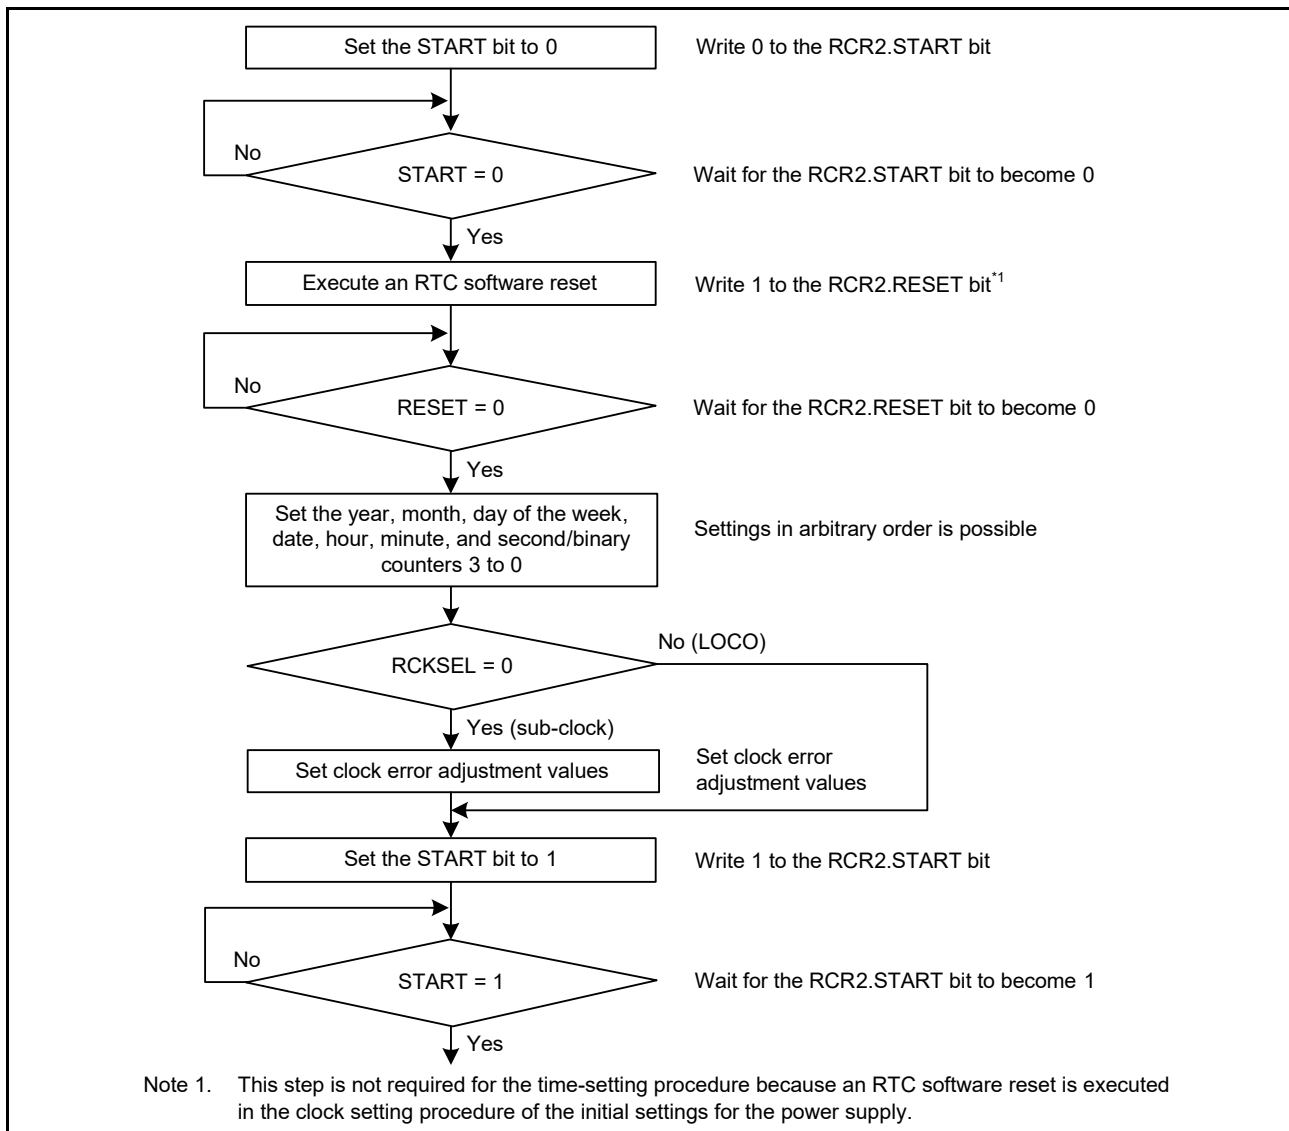 Set the START bit to 0
Write 0 to the RCR2.START bit
No
START = 0
Wait for the RCR2.START bit to become 0
Yes
Execute an RTC software reset
Write 1 to the RCR2.RESET bit*1
No
RESET = 0
Wait for the RCR2.RESET bit to become 0
Yes
Set the year, month, day of the week,
date, hour, minute, and second/binary
counters 3 to 0
Settings in arbitrary order is possible
No (LOCO)
RCKSEL = 0
Yes (sub-clock)
Set clock error adjustment values
Set clock error
adjustment values
Set the START bit to 1
Write 1 to the RCR2.START bit
No
START = 1
Wait for the RCR2.START bit to become 1
Yes
Note 1. This step is not required for the time-setting procedure because an RTC software reset is executed
in the clock setting procedure of the initial settings for the power supply.